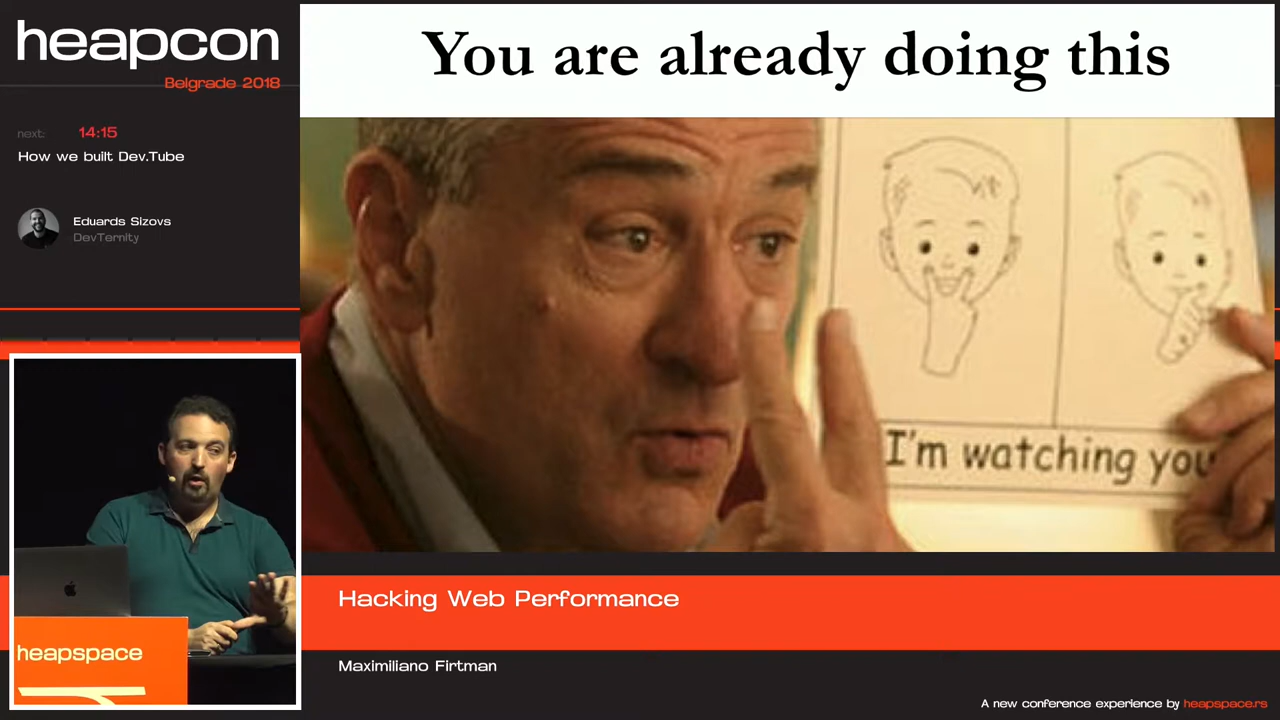 heapcon
Belgrade 2018
next: 14:15
How we built Dev.Tube
Eduards Sizovs
DevTernity
You are already doing this
I'm watching you
heapspace
Hacking Web Performance
Maximiliano Firtman
A new conference experience by heapspace.rs